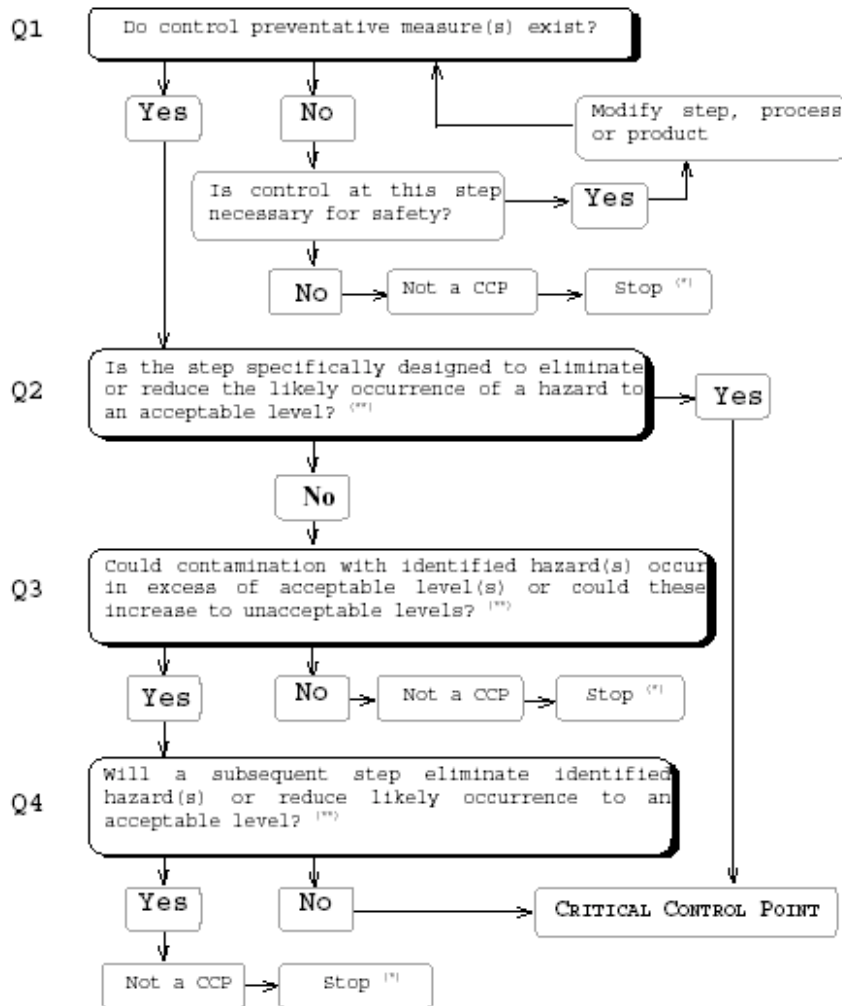 Q1
Do control preventative measure(s) exist?
Yes
No
Modify step, process
or product
Is control at this step
necessary for safety?
Yes
No
Not a CCP
Stop (*)
Q2
Is the step specifically designed to eliminate
or reduce the likely occurrence of a hazard to
an acceptable level? (**)
Yes
No
Q3
Could contamination with identified hazard(s) occur
in excess of acceptable level(s) or could these
increase to unacceptable levels? (**)
Yes
No
Not a CCP
Stop (*)
Q4
Will a subsequent step eliminate identified
hazard(s) or reduce likely occurrence to an
acceptable level? (**)
Yes
No
CRITICAL CONTROL POINT
Not a CCP
Stop (*)